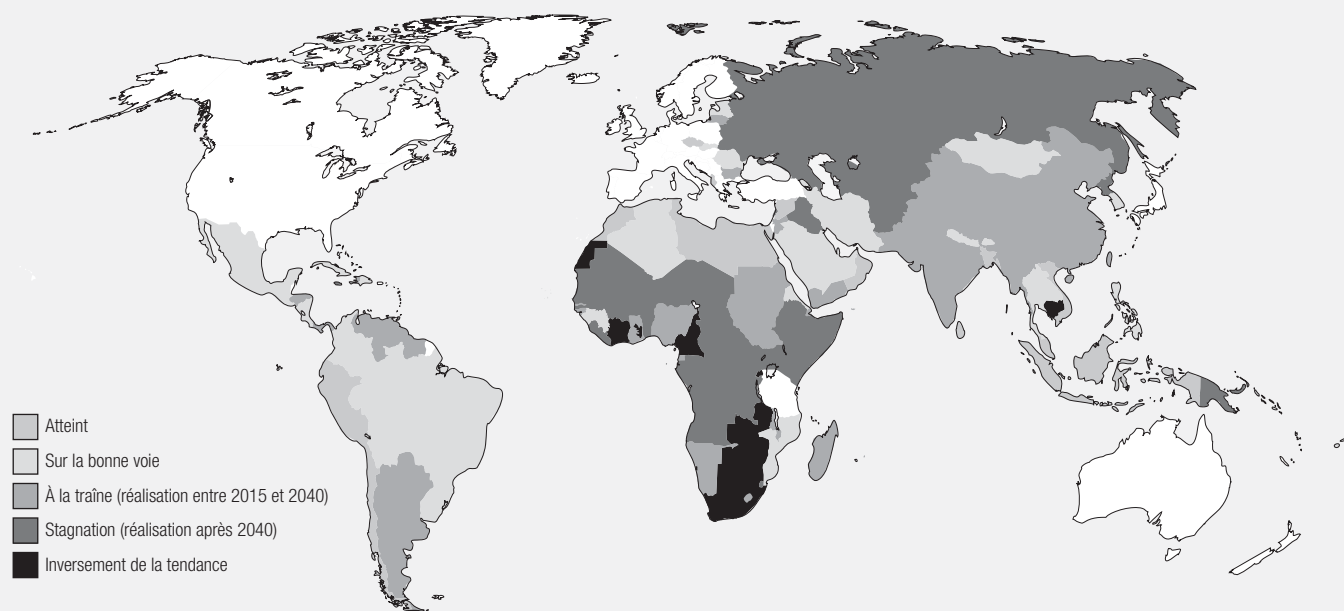 Atteint
Sur la bonne voie
À la traîne (réalisation entre 2015 et 2040)
Stagnation (réalisation après 2040)
Inversement de la tendance